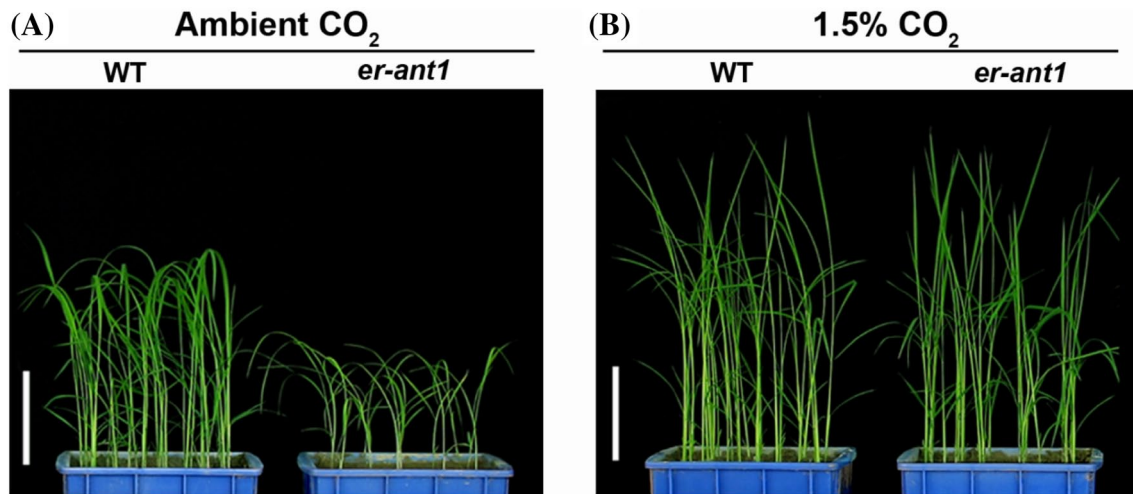 (A) Ambient CO₂
WT er-ant1
(B) 1.5% CO₂
WT er-ant1